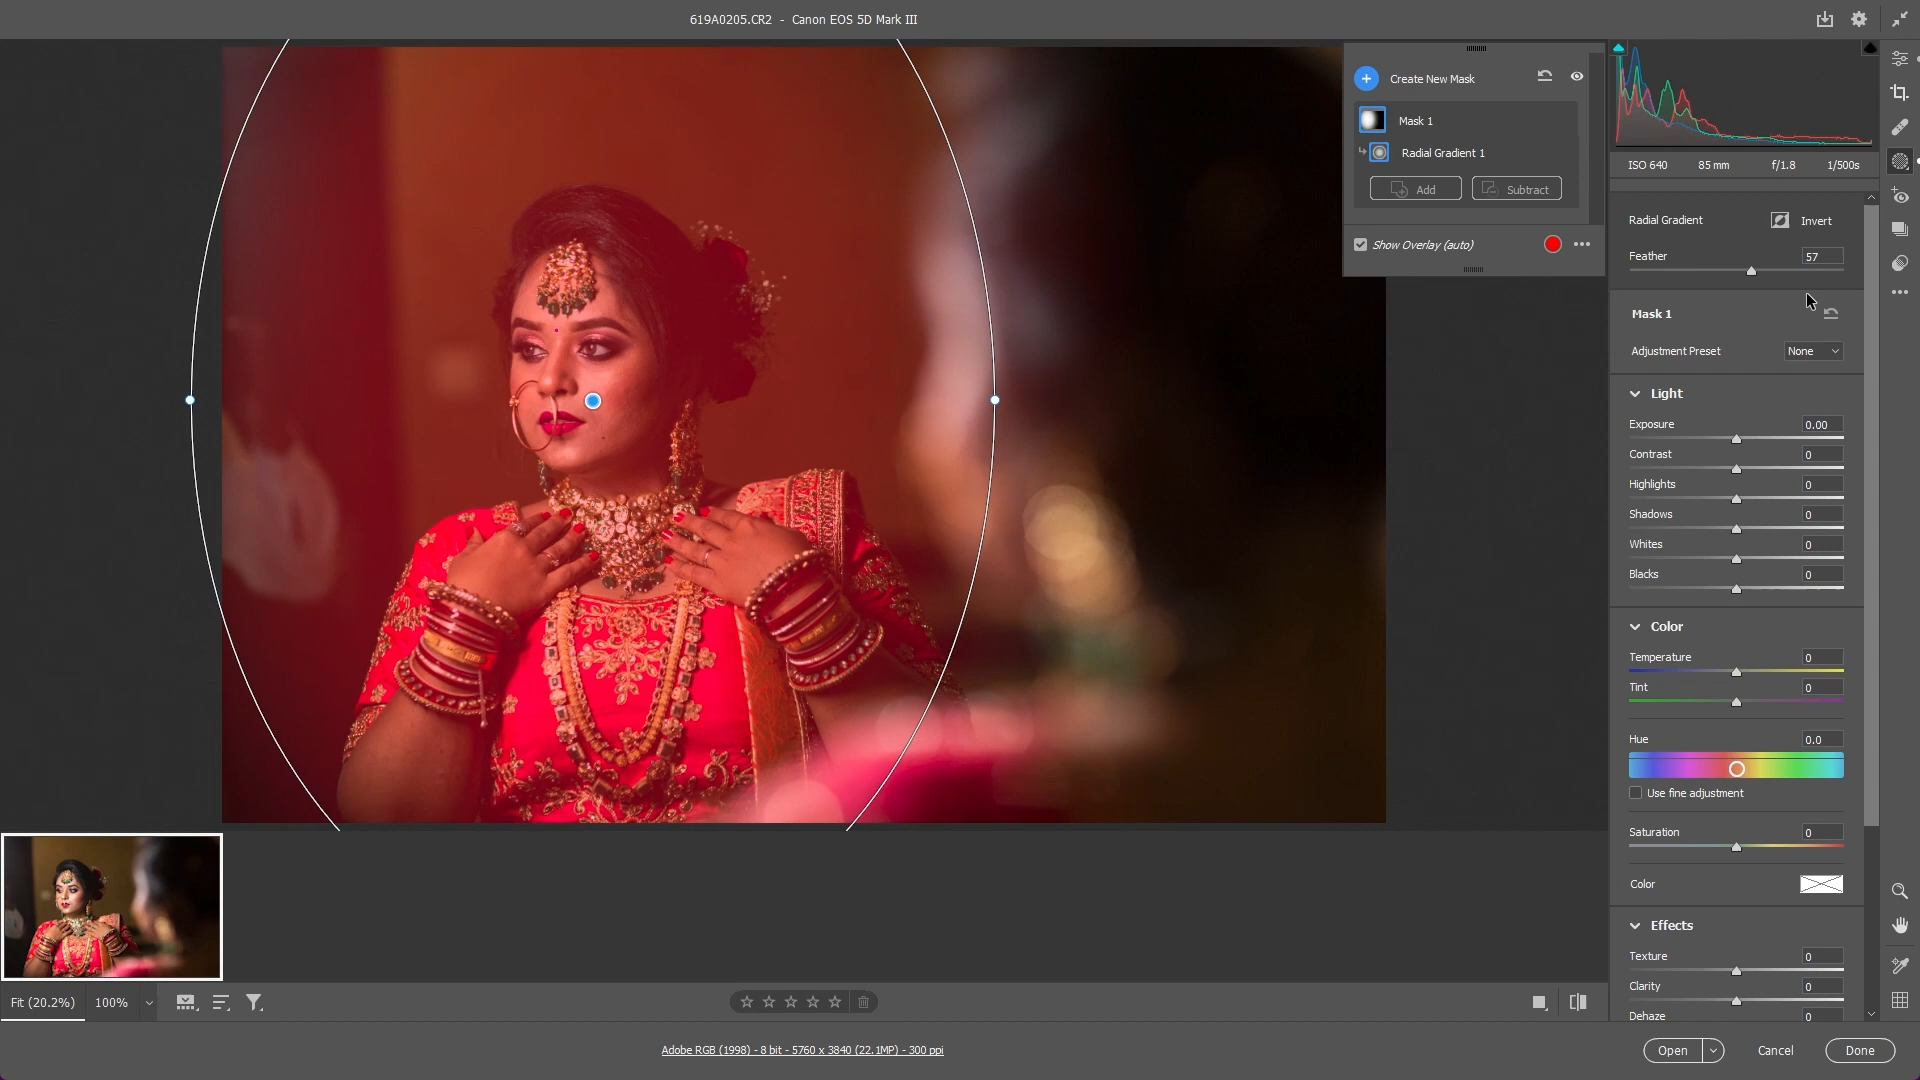 619A0205.CR2 - Canon EOS 5D Mark III
Create New Mask
Mask 1
Radial Gradient 1
Add Subtract
Show Overlay (auto)
ISO 640 85 mm f/1.8 1/500s
Radial Gradient Invert
Feather 57
Mask 1
Adjustment Preset None
Light
Exposure 0.00
Contrast 0
Highlights 0
Shadows 0
Whites 0
Blacks 0
Color
Temperature 0
Tint 0
Hue 0.0
Use fine adjustment
Saturation 0
Color
Effects
Texture 0
Clarity 0
Dehaze 0
Fit (20.2%) 100%
Adobe RGB (1998) - 8 bit - 5760 x 3840 (22.1MP) - 300 ppi
Open Cancel Done